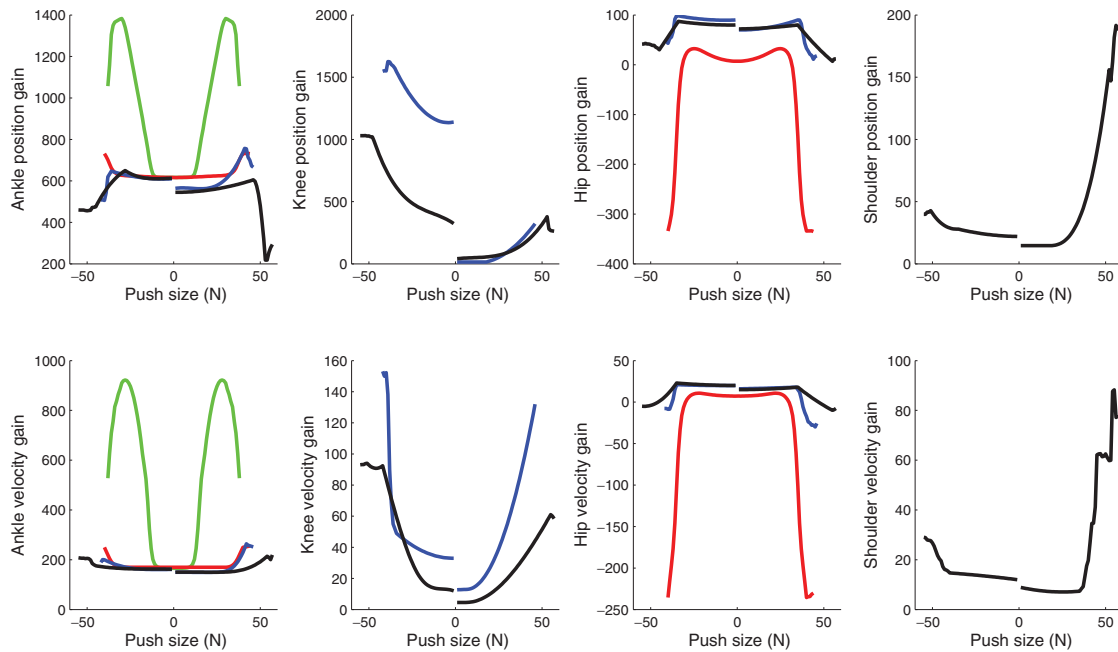 Ankle position gain
1400
1200
1000
800
600
400
200
−50 0 50
Push size (N)
Knee position gain
2000
1500
1000
500
0
−50 0 50
Push size (N)
Hip position gain
100
0
−100
−200
−300
−400
−50 0 50
Push size (N)
Shoulder position gain
200
150
100
50
0
−50 0 50
Push size (N)
Ankle velocity gain
1000
800
600
400
200
0
−50 0 50
Push size (N)
Knee velocity gain
160
140
120
100
80
60
40
20
0
−50 0 50
Push size (N)
Hip velocity gain
50
0
−50
−100
−150
−200
−250
−50 0 50
Push size (N)
Shoulder velocity gain
100
80
60
40
20
0
−50 0 50
Push size (N)